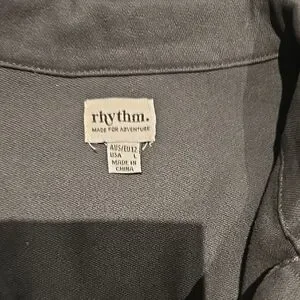 rhythm.
MADE FOR ADVENTURE
AUS/EU12
USA L
MADE IN
CHINA